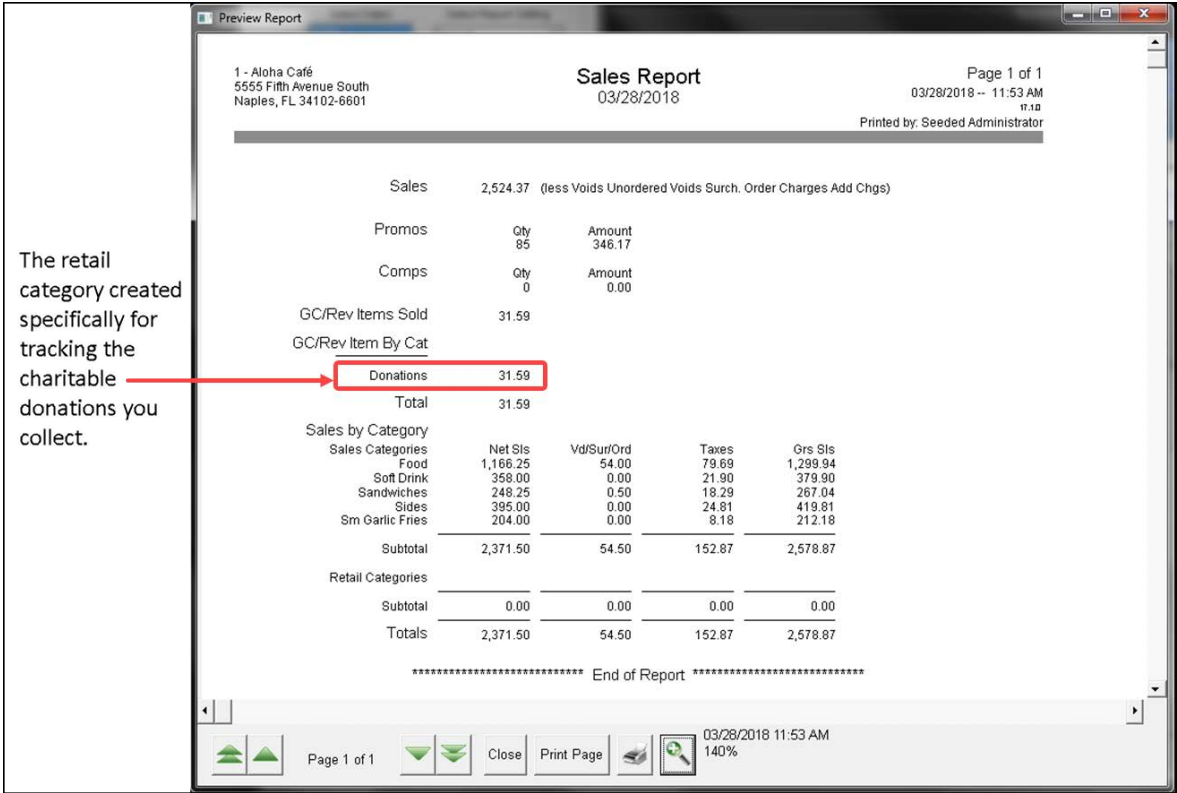 Preview Report
1 - Aloha Café
5555 Fifth Avenue South
Naples, FL 34102-6601
Sales Report
03/28/2018
Page 1 of 1
03/28/2018 -- 11:53 AM
17.1.0
Printed by: Seeded Administrator
Sales 2,524.37 (less Voids Unordered Voids Surch. Order Charges Add Chgs)
Promos Qty Amount
85 346.17
Comps Qty Amount
0 0.00
GC/Rev Items Sold 31.59
GC/Rev Item By Cat
Donations 31.59
Total 31.59
The retail
category created
specifically for
tracking the
charitable
donations you
collect.
Sales by Category
Sales Categories Net Sls Vd/Sur/Ord Taxes Grs Sls
Food 1,166.25 54.00 79.69 1,299.94
Soft Drink 358.00 0.00 21.90 379.90
Sandwiches 248.25 0.50 18.29 267.04
Sides 395.00 0.00 24.81 419.81
Sm Garlic Fries 204.00 0.00 8.18 212.18
Subtotal 2,371.50 54.50 152.87 2,578.87
Retail Categories
Subtotal 0.00 0.00 0.00 0.00
Totals 2,371.50 54.50 152.87 2,578.87
*************************** End of Report ***************************
Page 1 of 1
Close
Print Page
03/28/2018 11:53 AM
140%